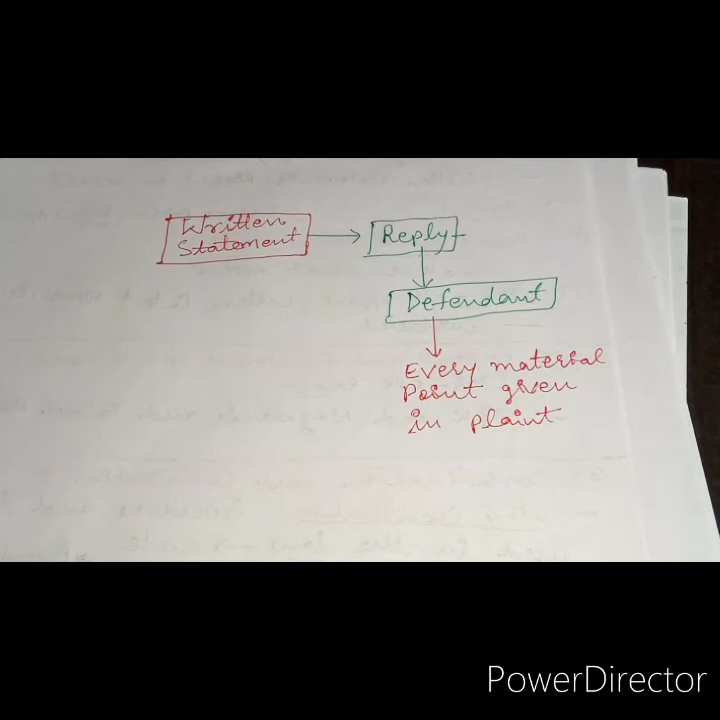 Written
Statement
Reply
Defendant
Every material
Point given
in plaint
PowerDirector